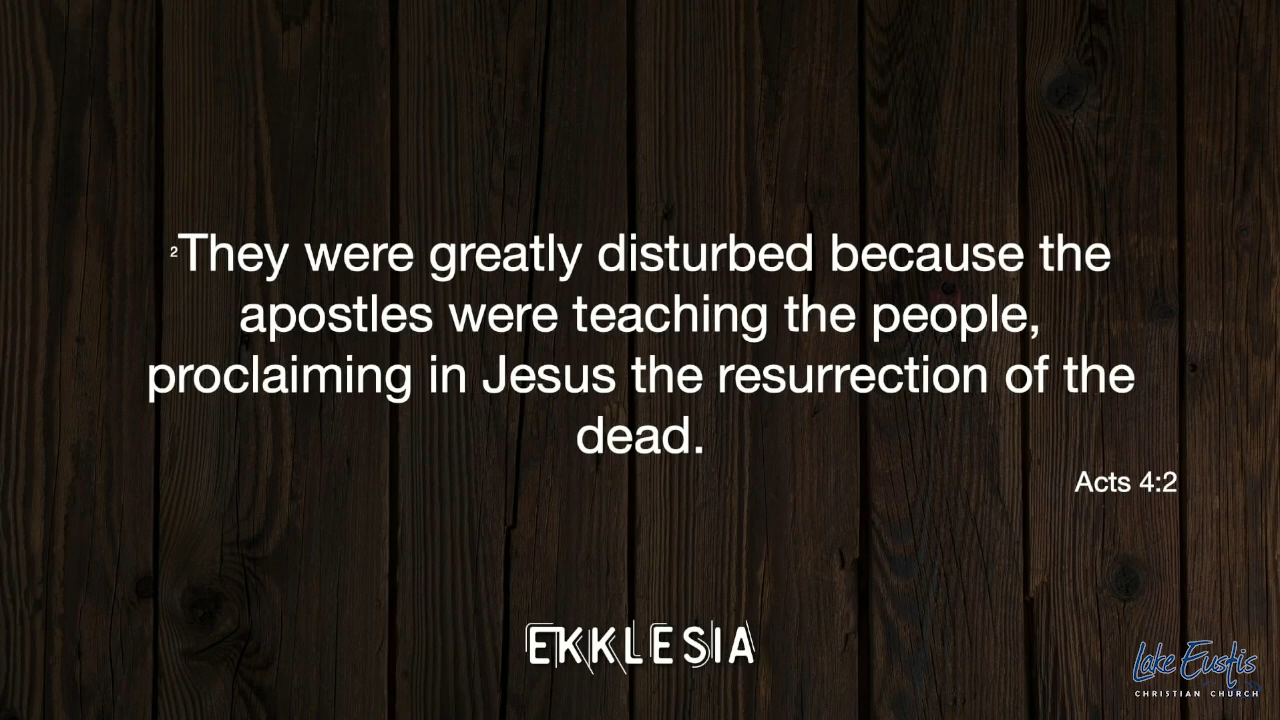 ²They were greatly disturbed because the
apostles were teaching the people,
proclaiming in Jesus the resurrection of the
dead.
Acts 4:2
EKKLESIA
Lake Eustis
CHRISTIAN CHURCH